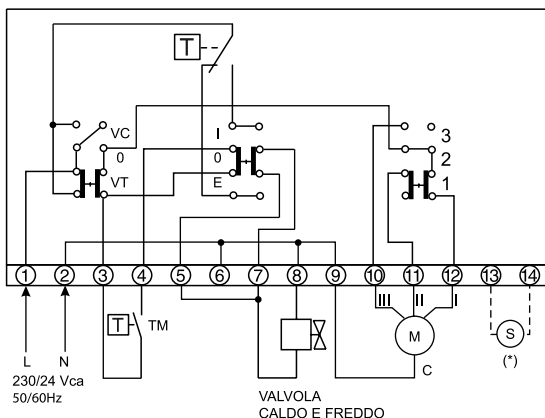 T
VC
0
VT
I
0
E
3
2
1
1 2 3 4 5 6 7 8 9 10 11 12 13 14
T TM
III II I
M
S
(*)
C
L N
230/24 Vca
50/60Hz
VALVOLA
CALDO E FREDDO